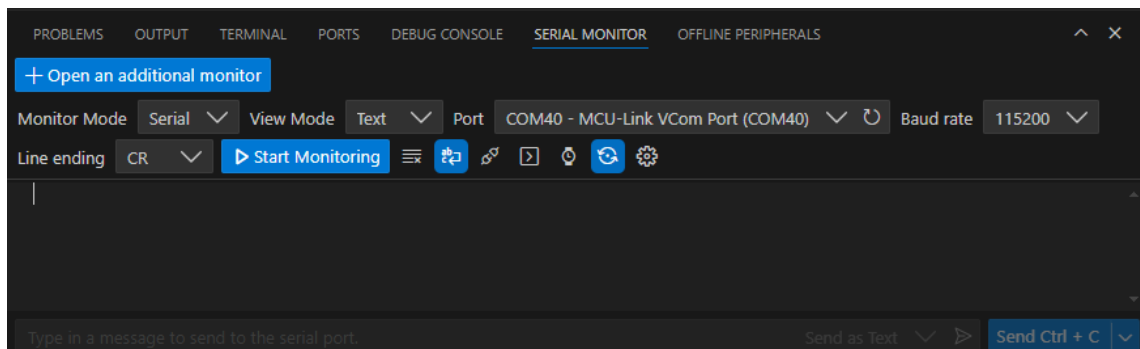 PROBLEMS OUTPUT TERMINAL PORTS DEBUG CONSOLE SERIAL MONITOR OFFLINE PERIPHERALS
+ Open an additional monitor
Monitor Mode Serial View Mode Text Port COM40 - MCU-Link VCom Port (COM40) Baud rate 115200
Line ending CR Start Monitoring
Type in a message to send to the serial port. Send as Text Send Ctrl + C